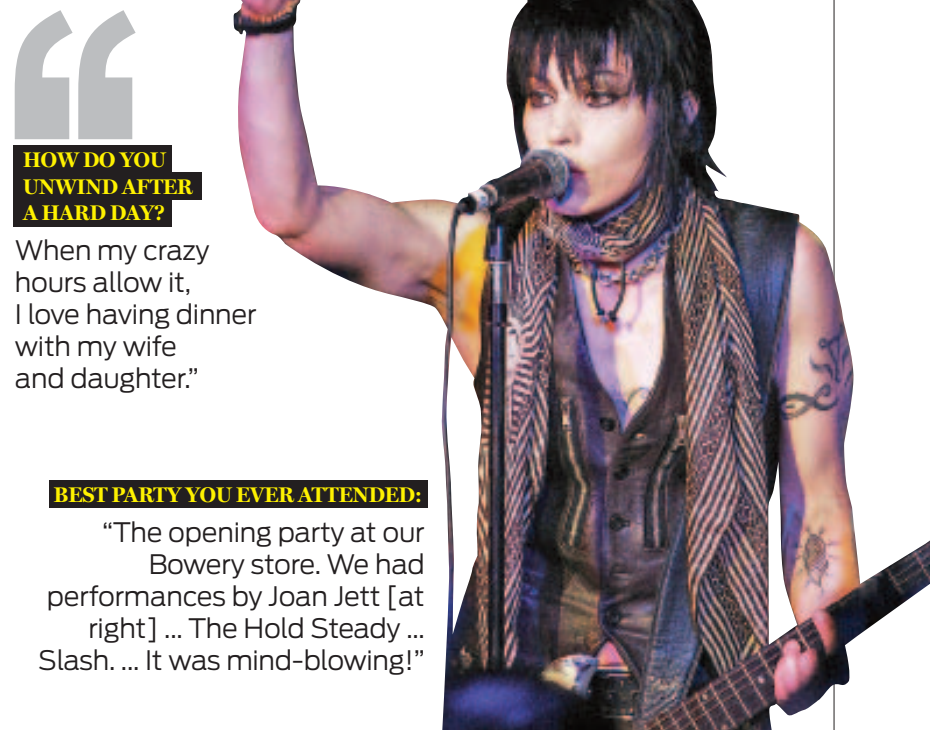 “
HOW DO YOU
UNWIND AFTER
A HARD DAY?
When my crazy
hours allow it,
I love having dinner
with my wife
and daughter.”
BEST PARTY YOU EVER ATTENDED:
“The opening party at our
Bowery store. We had
performances by Joan Jett [at
right] ... The Hold Steady ...
Slash. ... It was mind-blowing!”